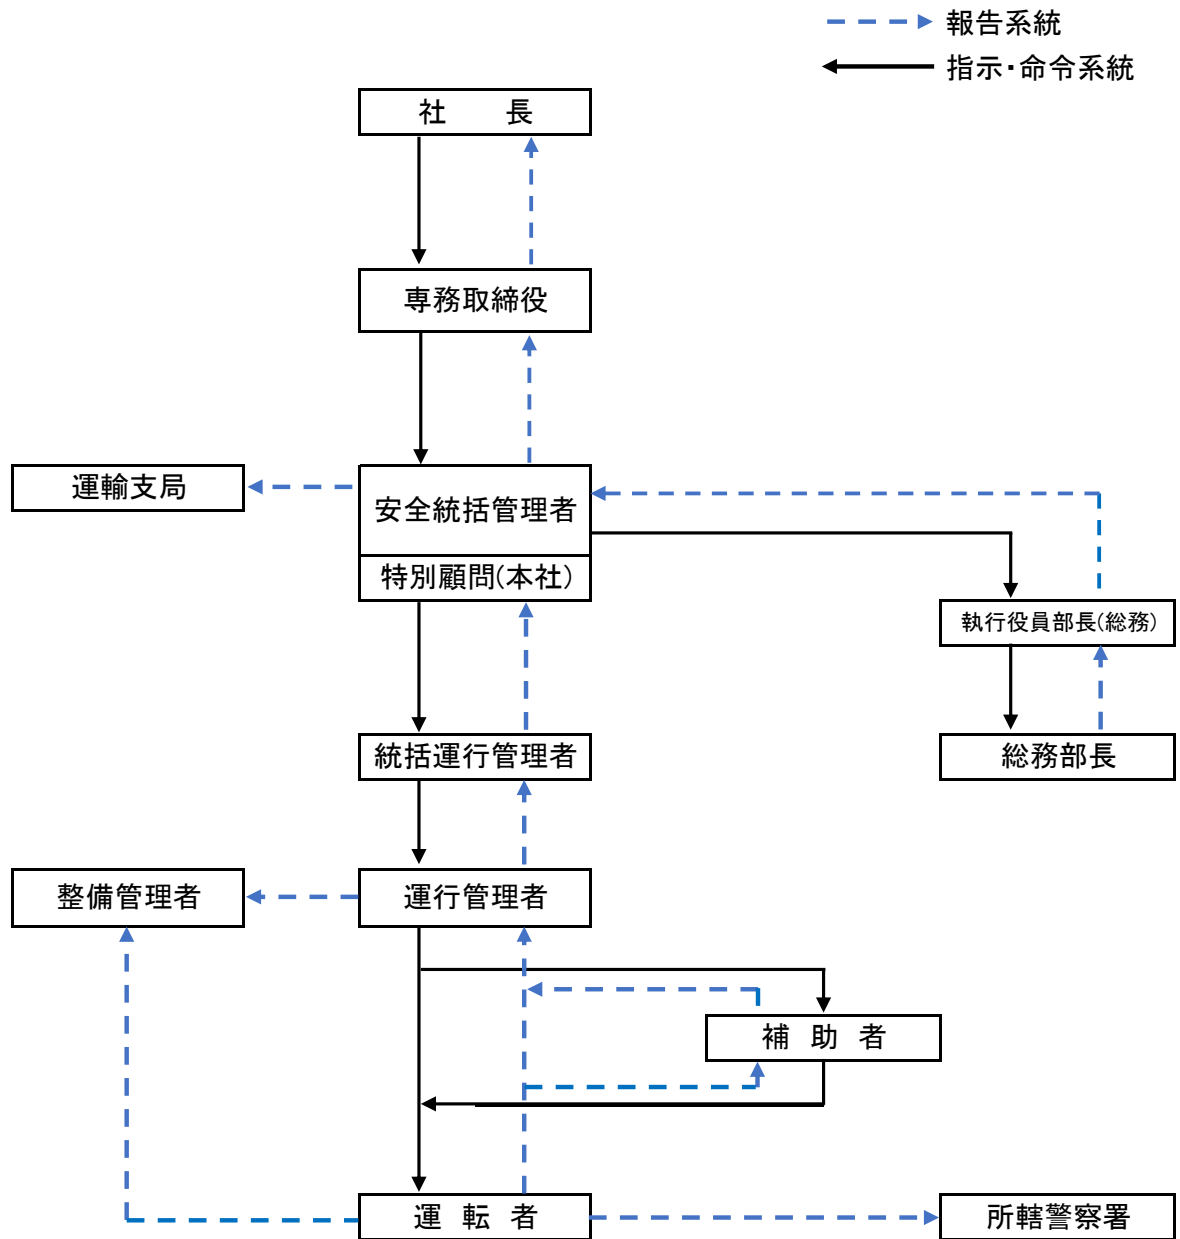 報告系統
指示・命令系統
社　　長
専務取締役
運輸支局
安全統括管理者
特別顧問(本社)
執行役員部長(総務)
統括運行管理者
総務部長
整備管理者
運行管理者
補　助　者
運　転　者
所轄警察署